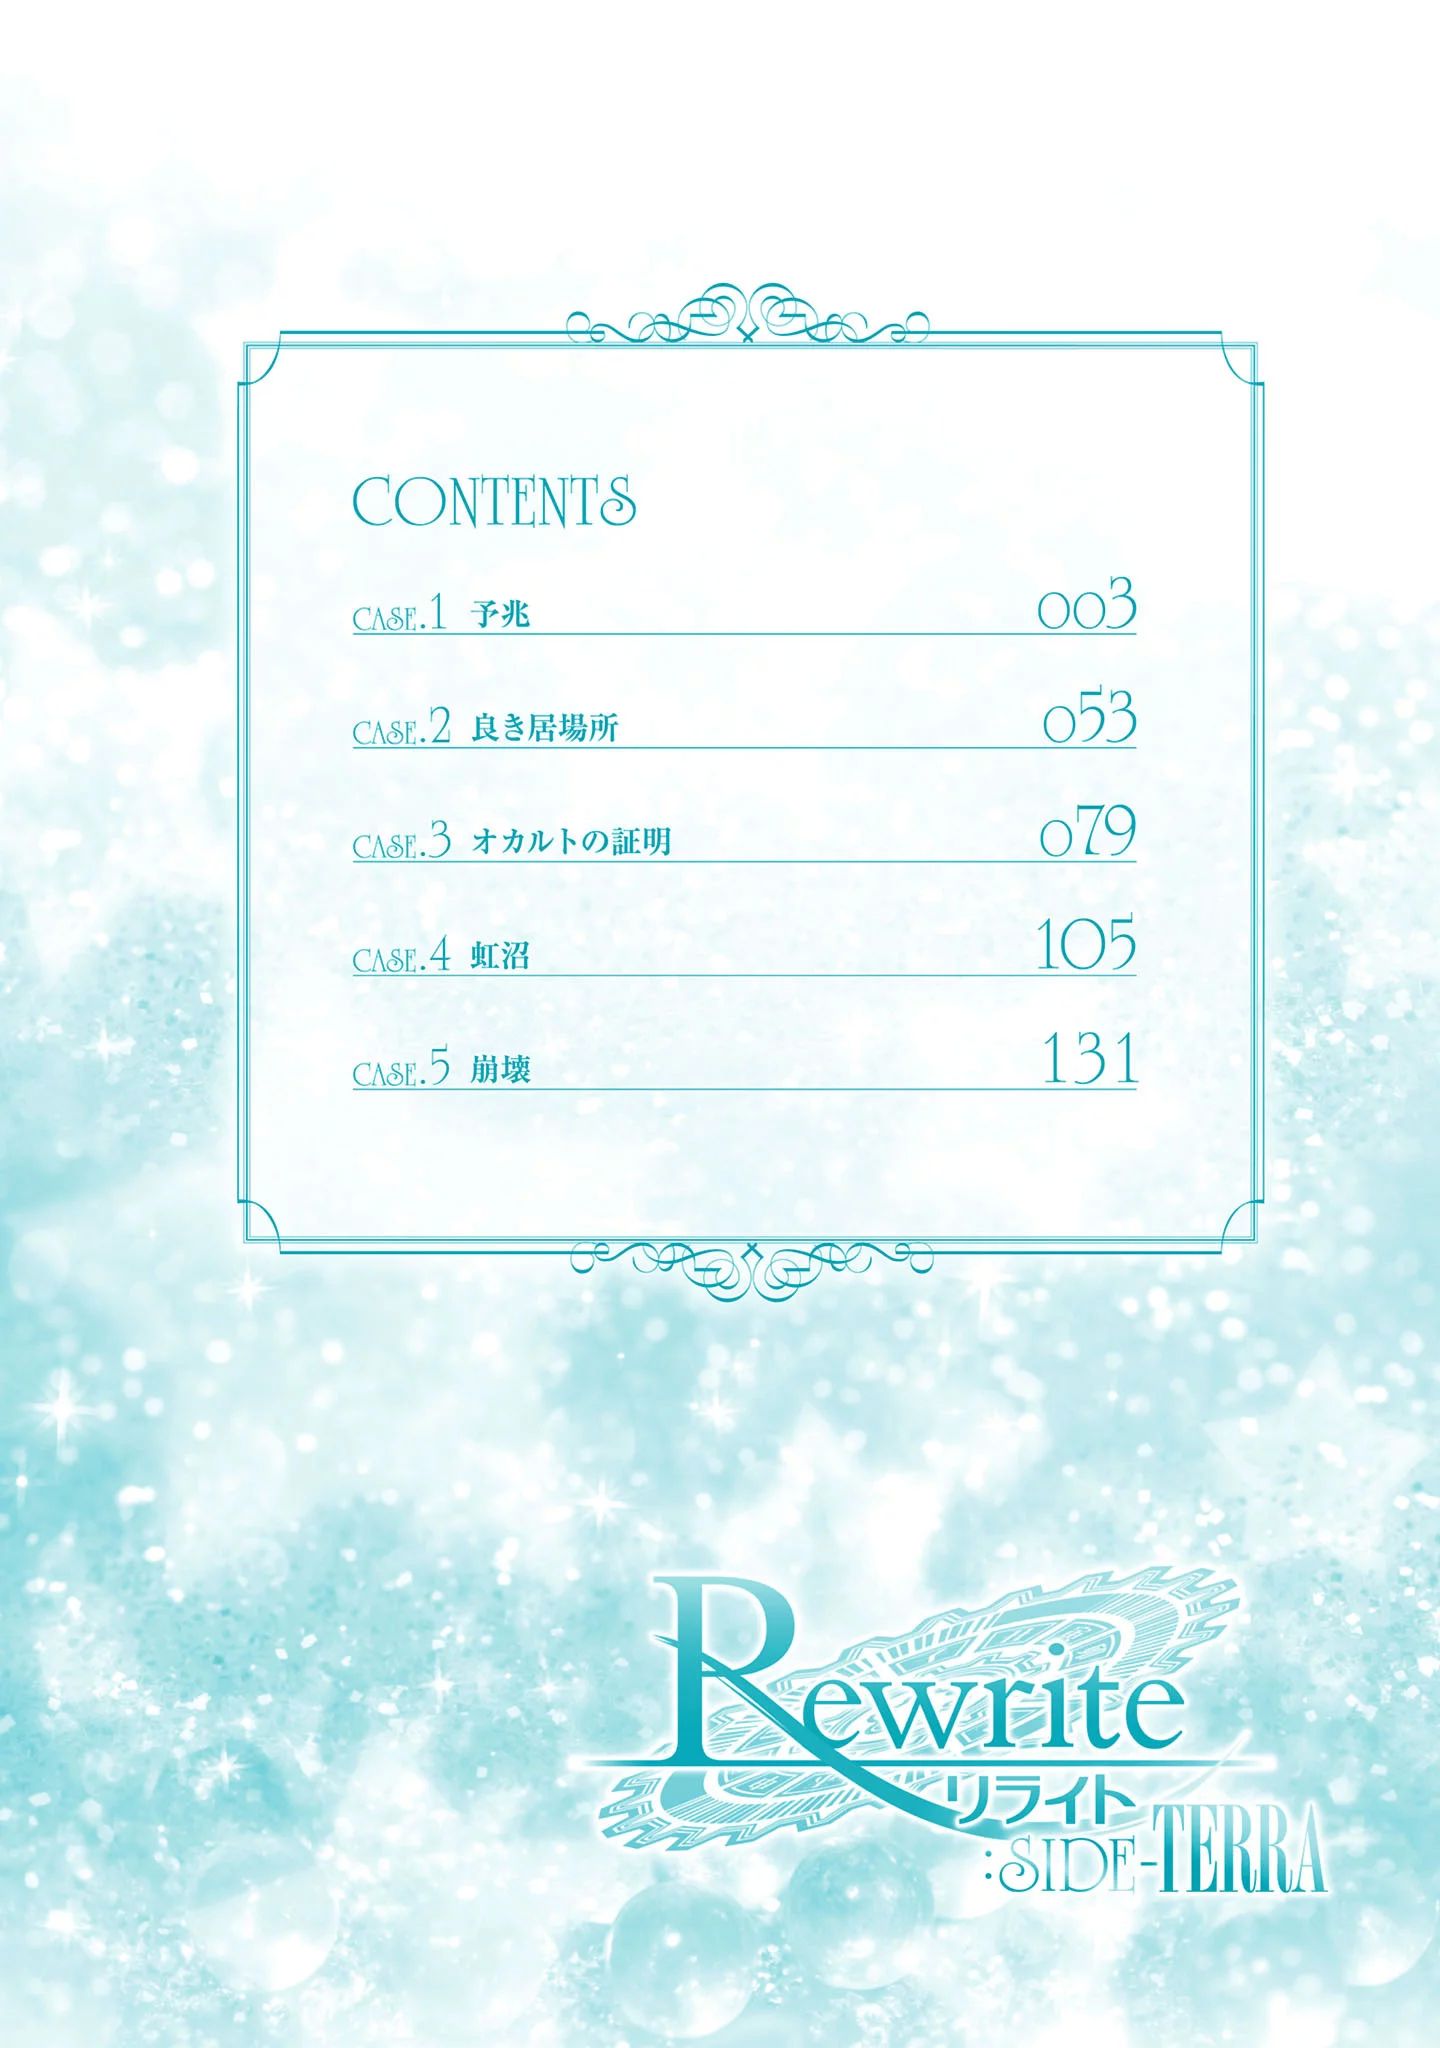 CONTENTS
CASE.1 予兆 003
CASE.2 良き居場所 053
CASE.3 オカルトの証明 079
CASE.4 虹沼 105
CASE.5 崩壊 131
Rewrite
リライト
:SIDE-TERRA